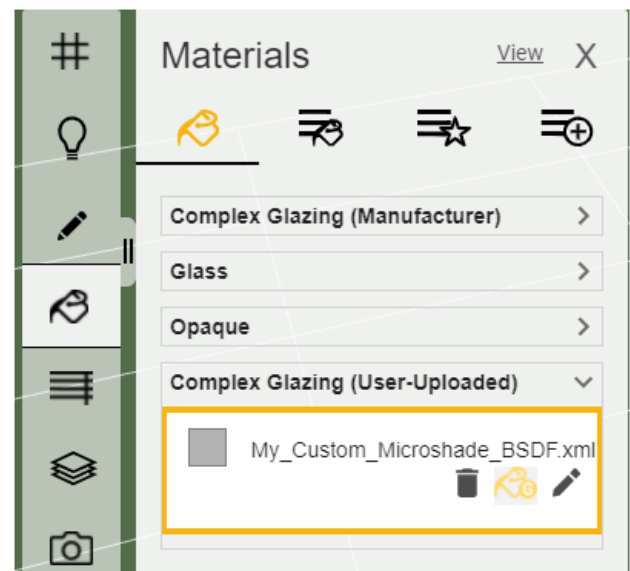 Materials
View
X
Complex Glazing (Manufacturer)
Glass
Opaque
Complex Glazing (User-Uploaded)
My_Custom_Microshade_BSDF.xml